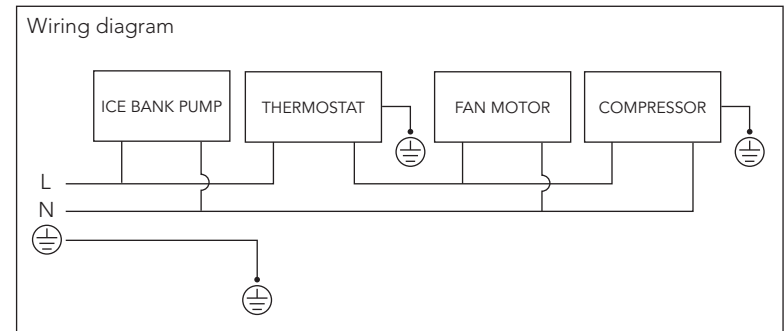 Wiring diagram
ICE BANK PUMP
THERMOSTAT
FAN MOTOR
COMPRESSOR
L
N